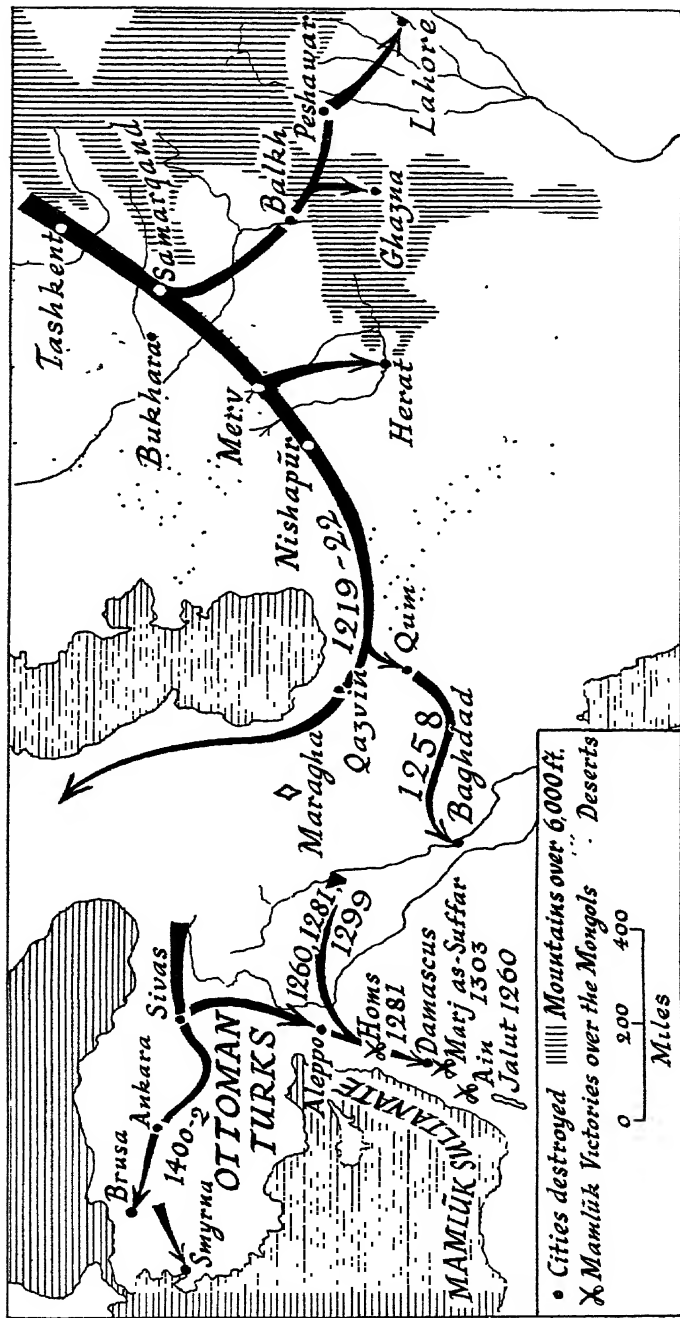 Tashkent
Samarqand
Bukhara
Balkh
Peshawar
Lahore
Ghazna
Merv
Herat
Nishapūr
1219-22
Qum
Qazvin
Maragha
1258
Baghdad
Sivas
Ankara
Brusa
1400-2
Smyrna
OTTOMAN
TURKS
1260, 1281,
1299
Aleppo
Homs
1281
Damascus
Marj as-Suffar
1303
Ain
Jalut 1260
MAMLŪK SULTANATE
Cities destroyed Mountains over 6,000 ft.
Mamlūk Victories over the Mongols Deserts
0 200 400
Miles